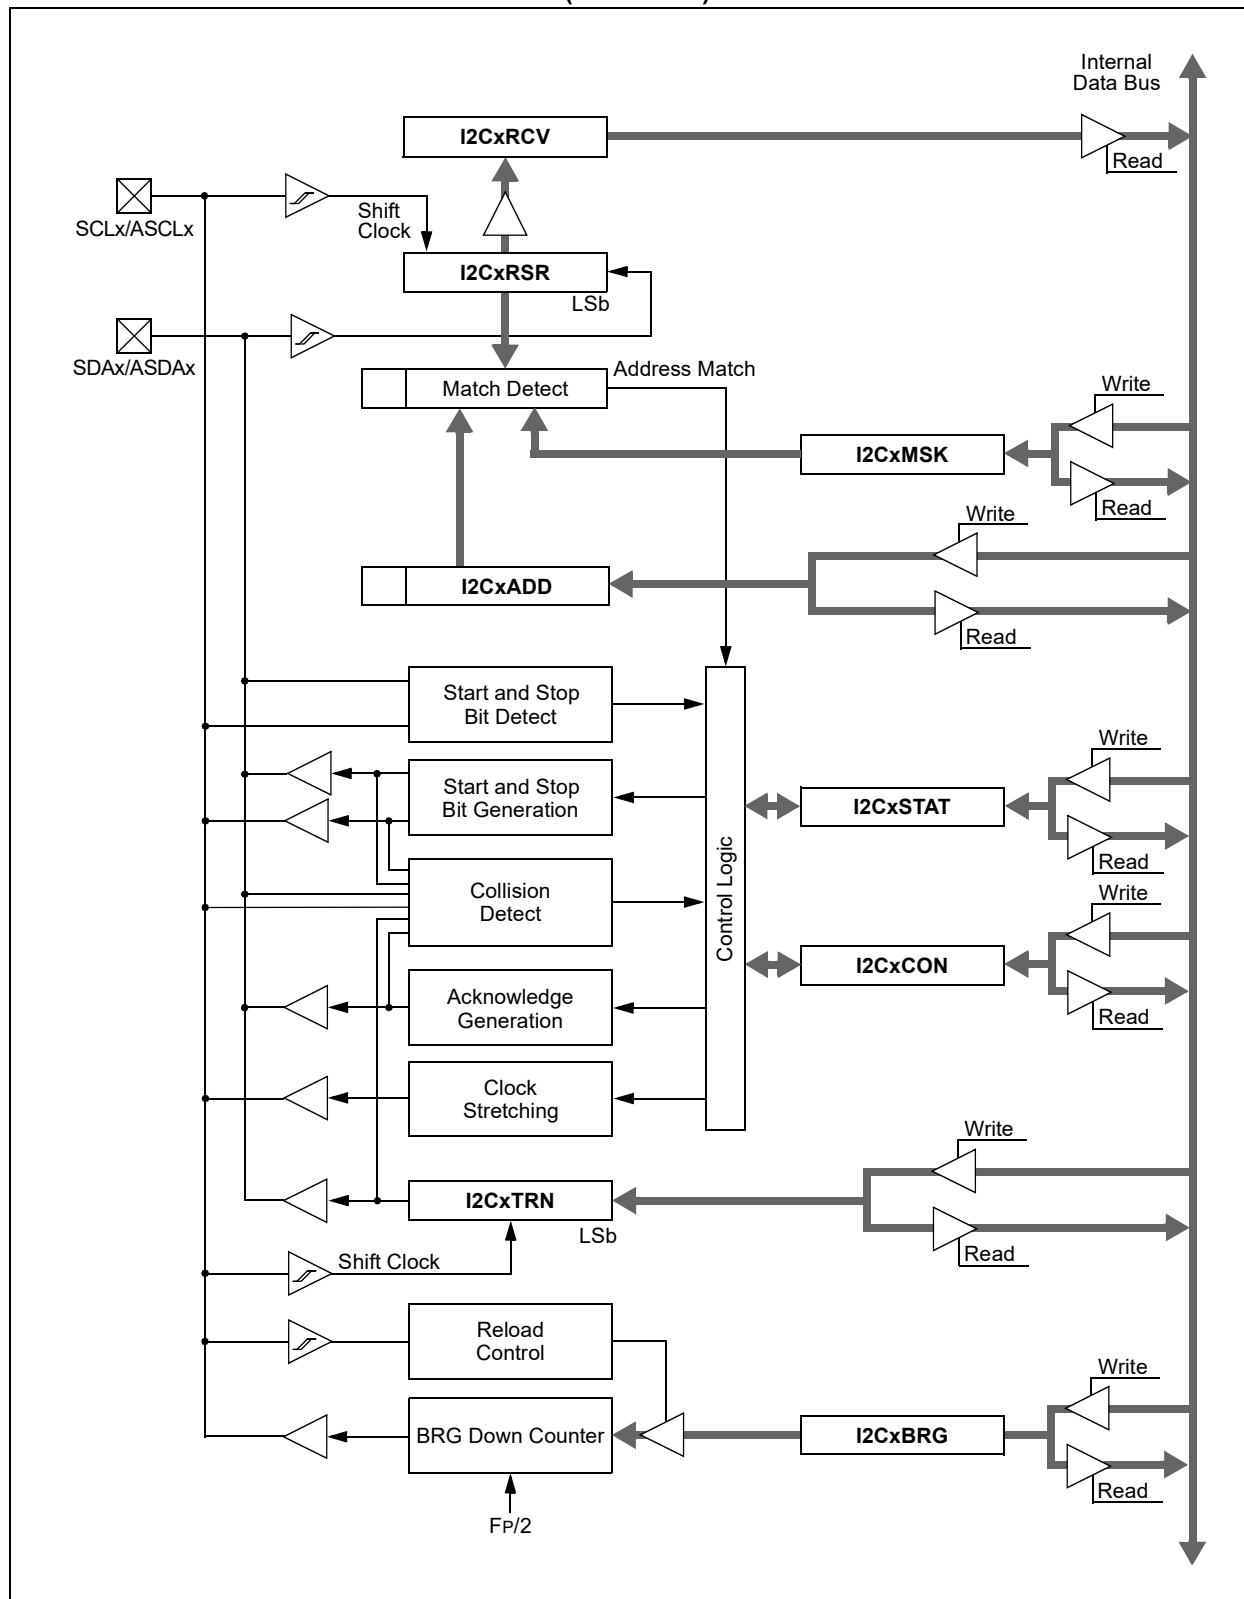 Internal
Data Bus
I2CxRCV
Read
SCLx/ASCLx
Shift
Clock
I2CxRSR
LSb
SDAx/ASDAx
Address Match
Match Detect
Write
I2CxMSK
Read
Write
I2CxADD
Read
Start and Stop
Bit Detect
Write
Start and Stop
Bit Generation
I2CxSTAT
Read
Control Logic
Collision
Detect
Write
I2CxCON
Acknowledge
Generation
Read
Clock
Stretching
Write
I2CxTRN
LSb
Read
Shift Clock
Reload
Control
Write
BRG Down Counter
I2CxBRG
Read
FP/2